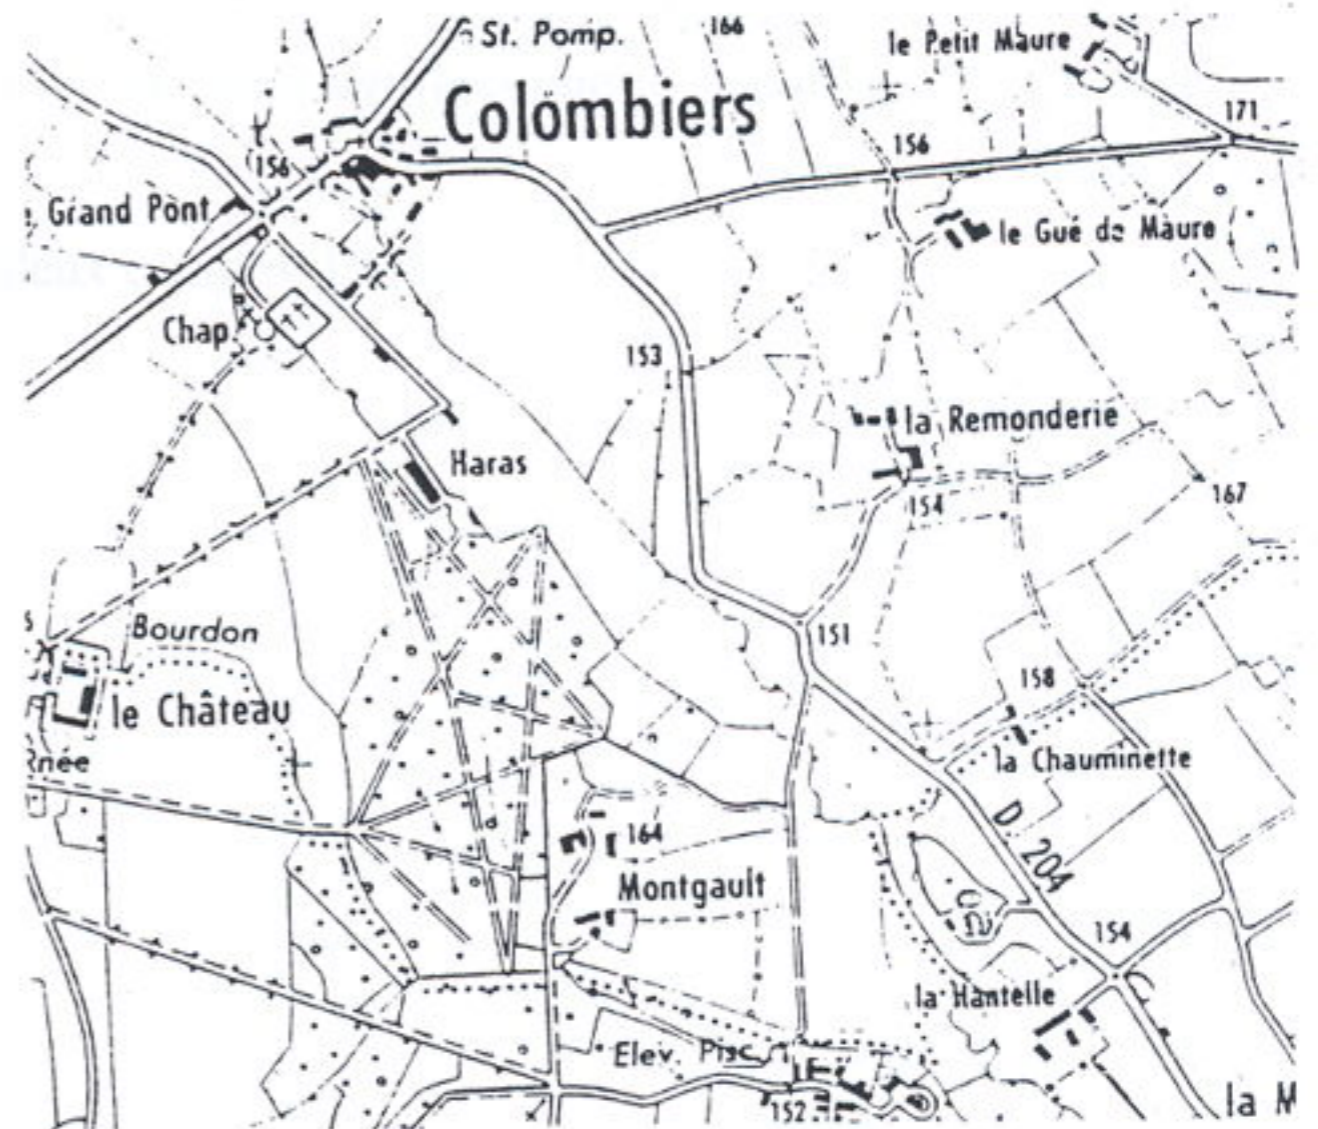 St. Pomp.
166
le Petit Maure
Colombiers
171
156
156
Grand Pont
le Gué de Maure
Chap
153
la Remonderie
Haras
154
167
Bourdon
151
158
le Château
Rnée
la Chauminette
D 204
164
Montgault
154
la Hantelle
Elev. Pisc.
152
la M